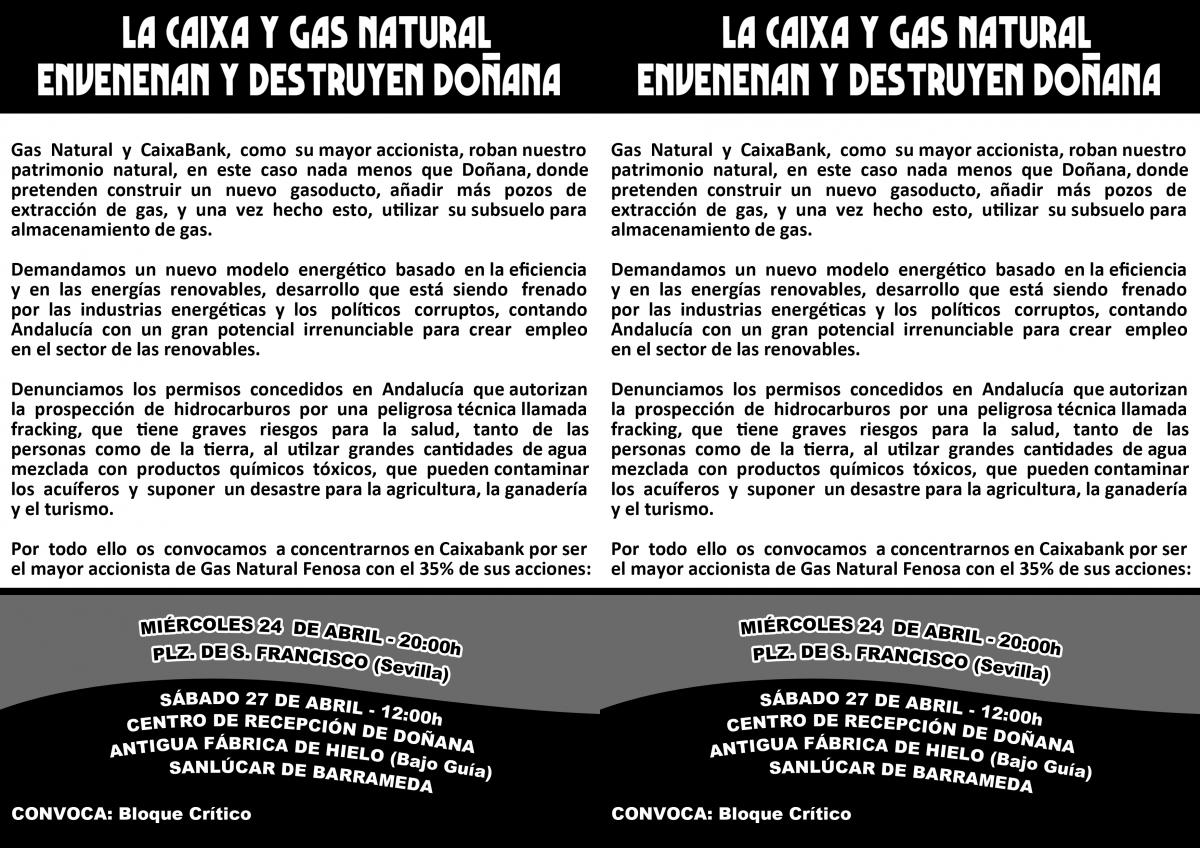 LA CAIXA Y GAS NATURAL
ENVENENAN Y DESTRUYEN DOÑANA
Gas Natural y CaixaBank, como su mayor accionista, roban nuestro
patrimonio natural, en este caso nada menos que Doñana, donde
pretenden construir un nuevo gasoducto, añadir más pozos de
extracción de gas, y una vez hecho esto, utilizar su subsuelo para
almacenamiento de gas.
Demandamos un nuevo modelo energético basado en la eficiencia
y en las energías renovables, desarrollo que está siendo frenado
por las industrias energéticas y los políticos corruptos, contando
Andalucía con un gran potencial irrenunciable para crear empleo
en el sector de las renovables.
Denunciamos los permisos concedidos en Andalucía que autorizan
la prospección de hidrocarburos por una peligrosa técnica llamada
fracking, que tiene graves riesgos para la salud, tanto de las
personas como de la tierra, al utilzar grandes cantidades de agua
mezclada con productos químicos tóxicos, que pueden contaminar
los acuíferos y suponer un desastre para la agricultura, la ganadería
y el turismo.
Por todo ello os convocamos a concentrarnos en Caixabank por ser
el mayor accionista de Gas Natural Fenosa con el 35% de sus acciones:
MIÉRCOLES 24 DE ABRIL - 20:00h
PLZ. DE S. FRANCISCO (Sevilla)
SÁBADO 27 DE ABRIL - 12:00h
CENTRO DE RECEPCIÓN DE DOÑANA
ANTIGUA FÁBRICA DE HIELO (Bajo Guía)
SANLÚCAR DE BARRAMEDA
CONVOCA: Bloque Crítico
LA CAIXA Y GAS NATURAL
ENVENENAN Y DESTRUYEN DOÑANA
Gas Natural y CaixaBank, como su mayor accionista, roban nuestro
patrimonio natural, en este caso nada menos que Doñana, donde
pretenden construir un nuevo gasoducto, añadir más pozos de
extracción de gas, y una vez hecho esto, utilizar su subsuelo para
almacenamiento de gas.
Demandamos un nuevo modelo energético basado en la eficiencia
y en las energías renovables, desarrollo que está siendo frenado
por las industrias energéticas y los políticos corruptos, contando
Andalucía con un gran potencial irrenunciable para crear empleo
en el sector de las renovables.
Denunciamos los permisos concedidos en Andalucía que autorizan
la prospección de hidrocarburos por una peligrosa técnica llamada
fracking, que tiene graves riesgos para la salud, tanto de las
personas como de la tierra, al utilzar grandes cantidades de agua
mezclada con productos químicos tóxicos, que pueden contaminar
los acuíferos y suponer un desastre para la agricultura, la ganadería
y el turismo.
Por todo ello os convocamos a concentrarnos en Caixabank por ser
el mayor accionista de Gas Natural Fenosa con el 35% de sus acciones:
MIÉRCOLES 24 DE ABRIL - 20:00h
PLZ. DE S. FRANCISCO (Sevilla)
SÁBADO 27 DE ABRIL - 12:00h
CENTRO DE RECEPCIÓN DE DOÑANA
ANTIGUA FÁBRICA DE HIELO (Bajo Guía)
SANLÚCAR DE BARRAMEDA
CONVOCA: Bloque Crítico